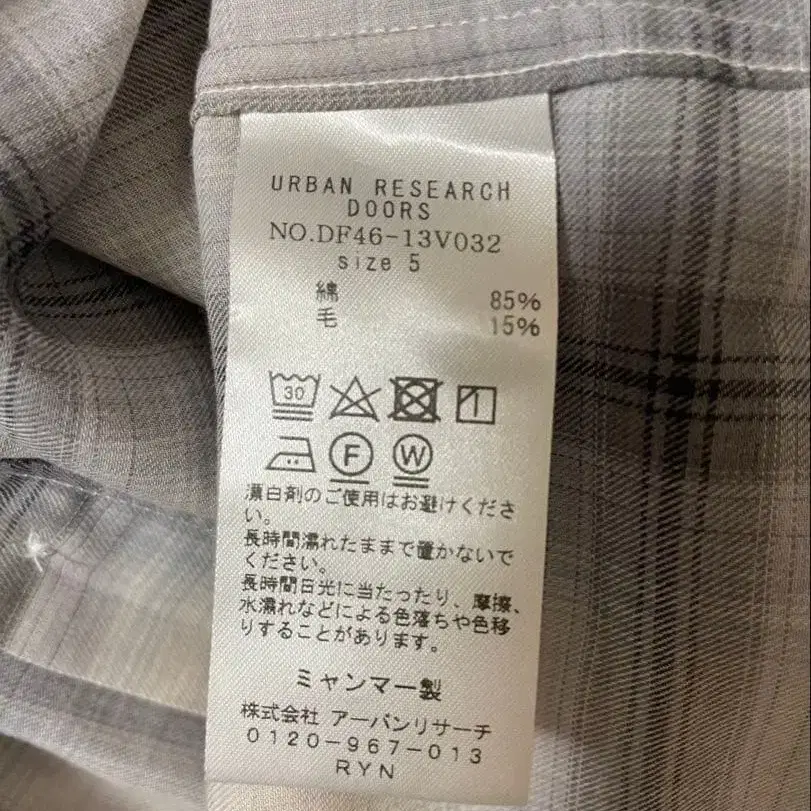 URBAN RESEARCH
DOORS
NO.DF46-13V032
size 5
綿 85%
毛 15%
30
F W
漂白剤のご使用はお避けくださ
い。
長時間濡れたままで置かないで
ください。
長時間日光に当たったり、摩擦、
水濡れなどによる色落ちや色移
りすることがあります。
ミャンマー製
株式会社 アーバンリサーチ
0120-967-013
RYN